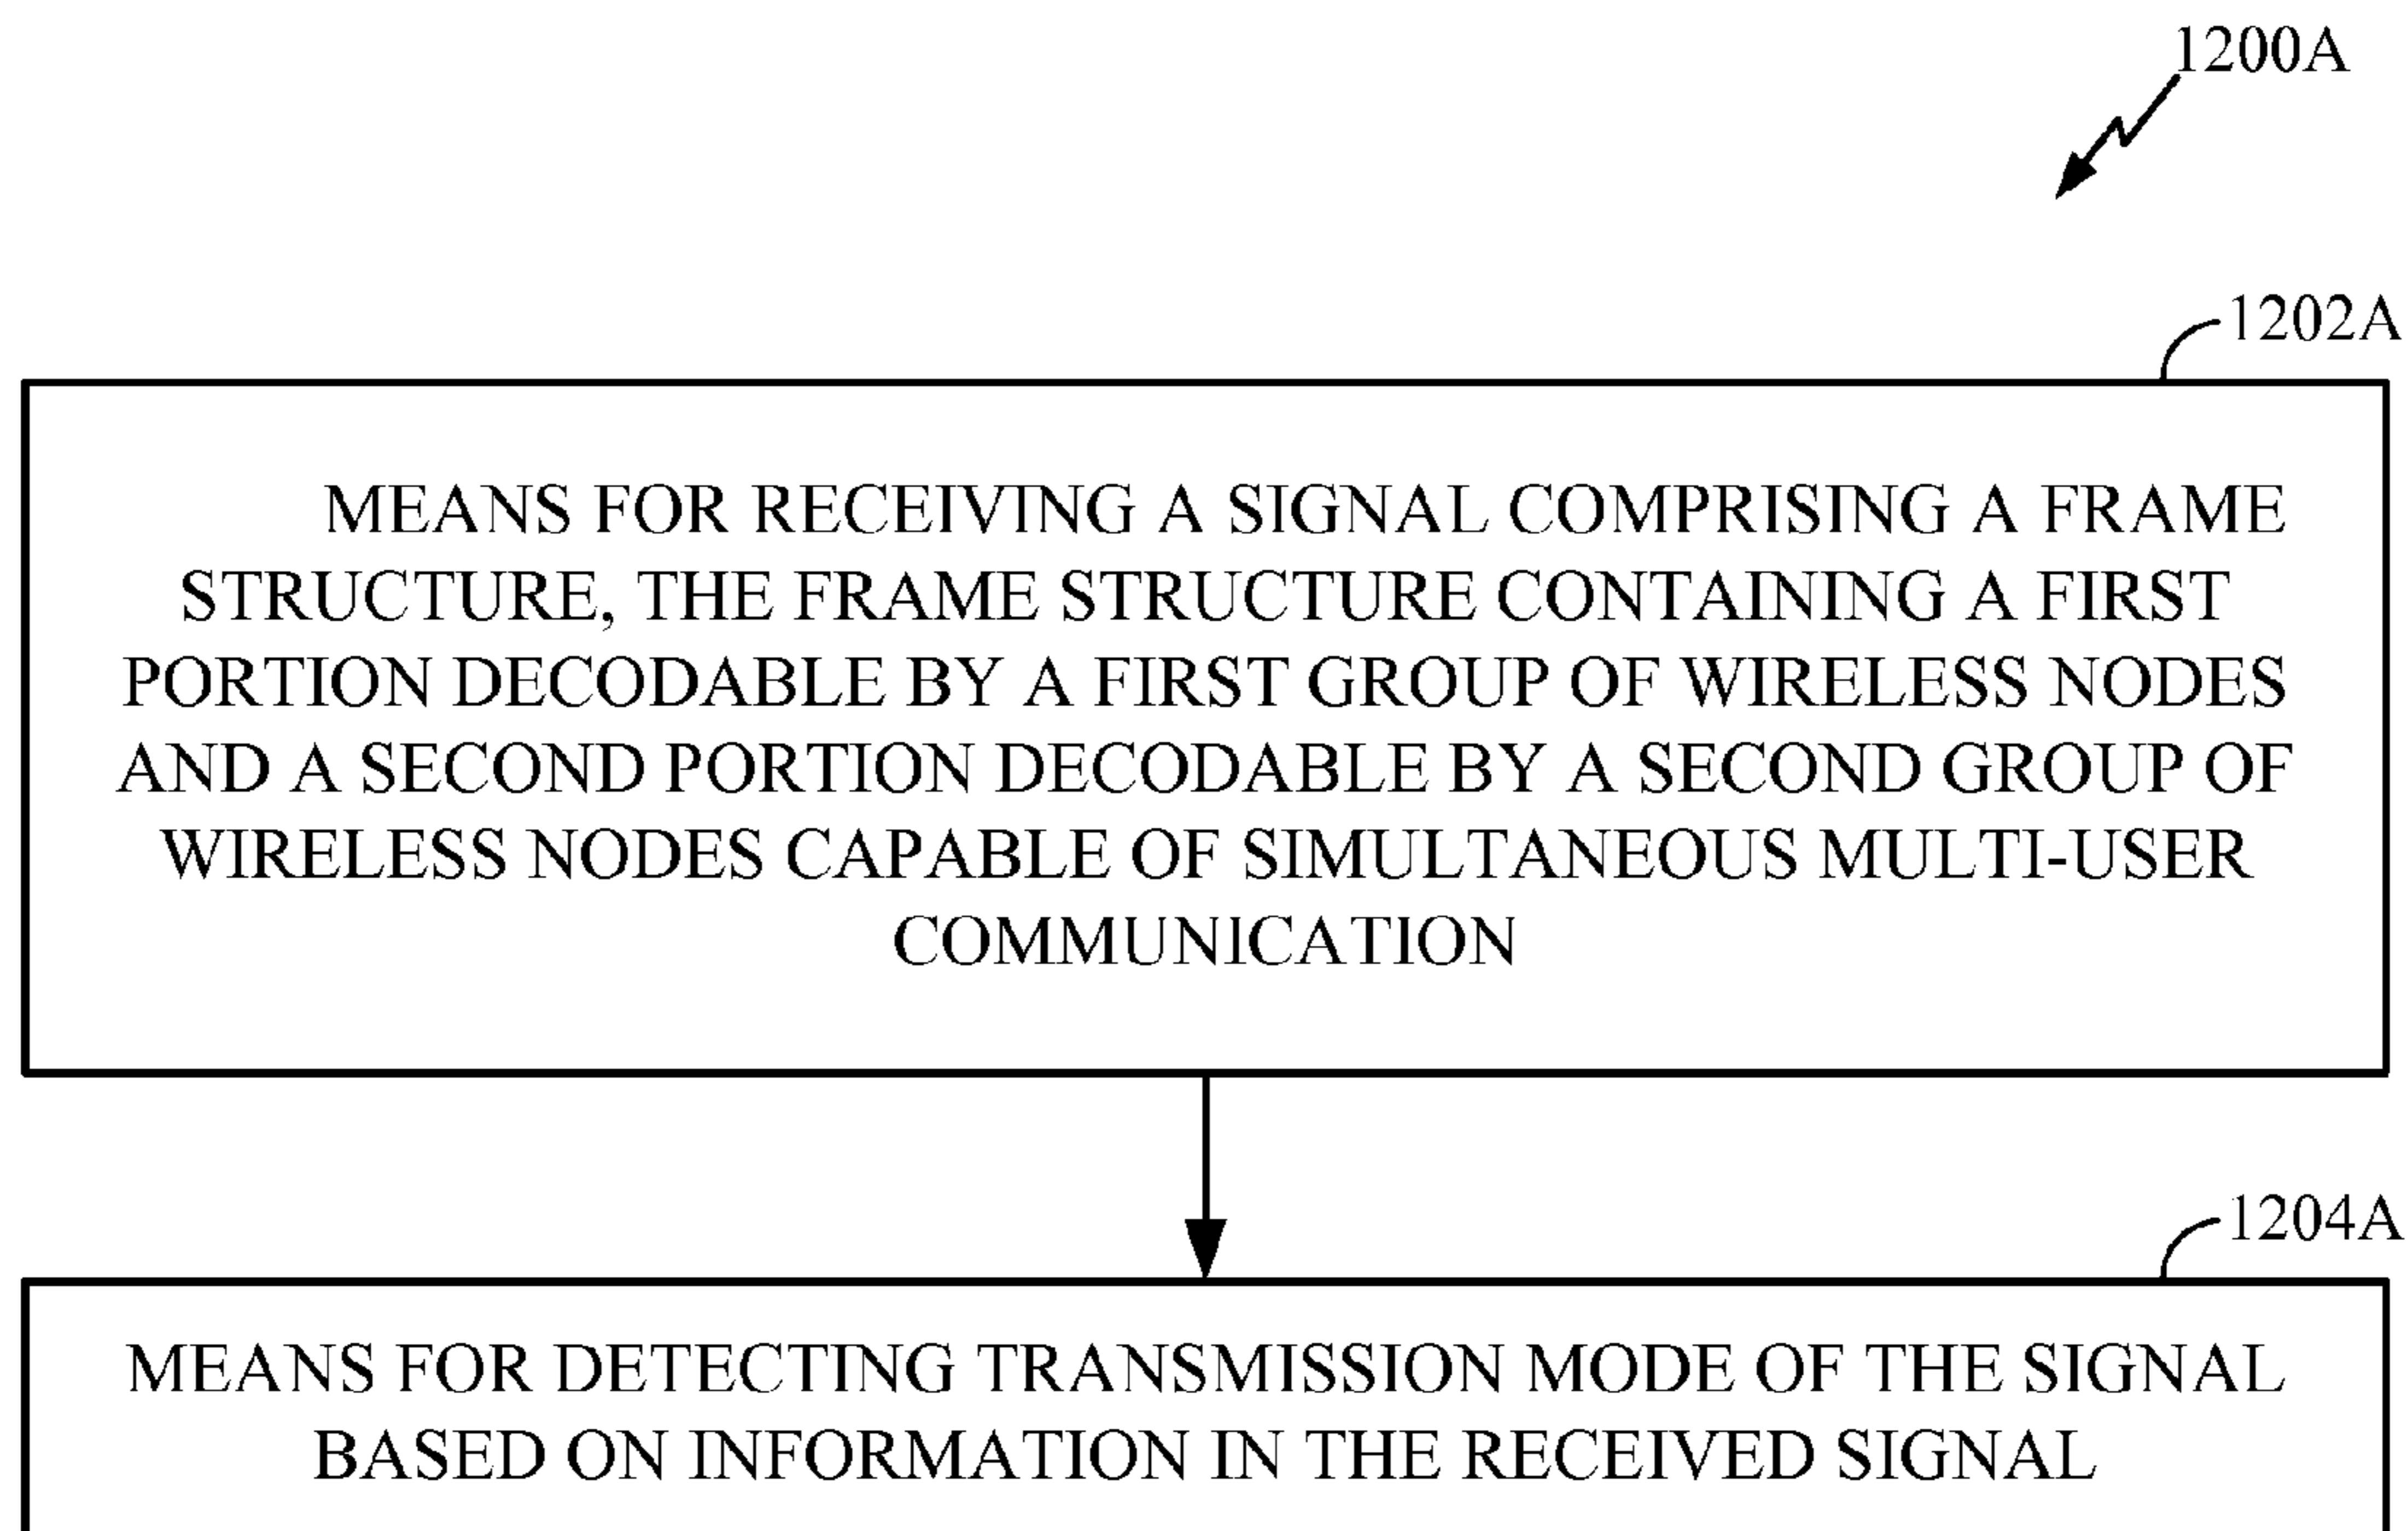 1200A
1202A
MEANS FOR RECEIVING A SIGNAL COMPRISING A FRAME
STRUCTURE, THE FRAME STRUCTURE CONTAINING A FIRST
PORTION DECODABLE BY A FIRST GROUP OF WIRELESS NODES
AND A SECOND PORTION DECODABLE BY A SECOND GROUP OF
WIRELESS NODES CAPABLE OF SIMULTANEOUS MULTI-USER
COMMUNICATION
1204A
MEANS FOR DETECTING TRANSMISSION MODE OF THE SIGNAL
BASED ON INFORMATION IN THE RECEIVED SIGNAL